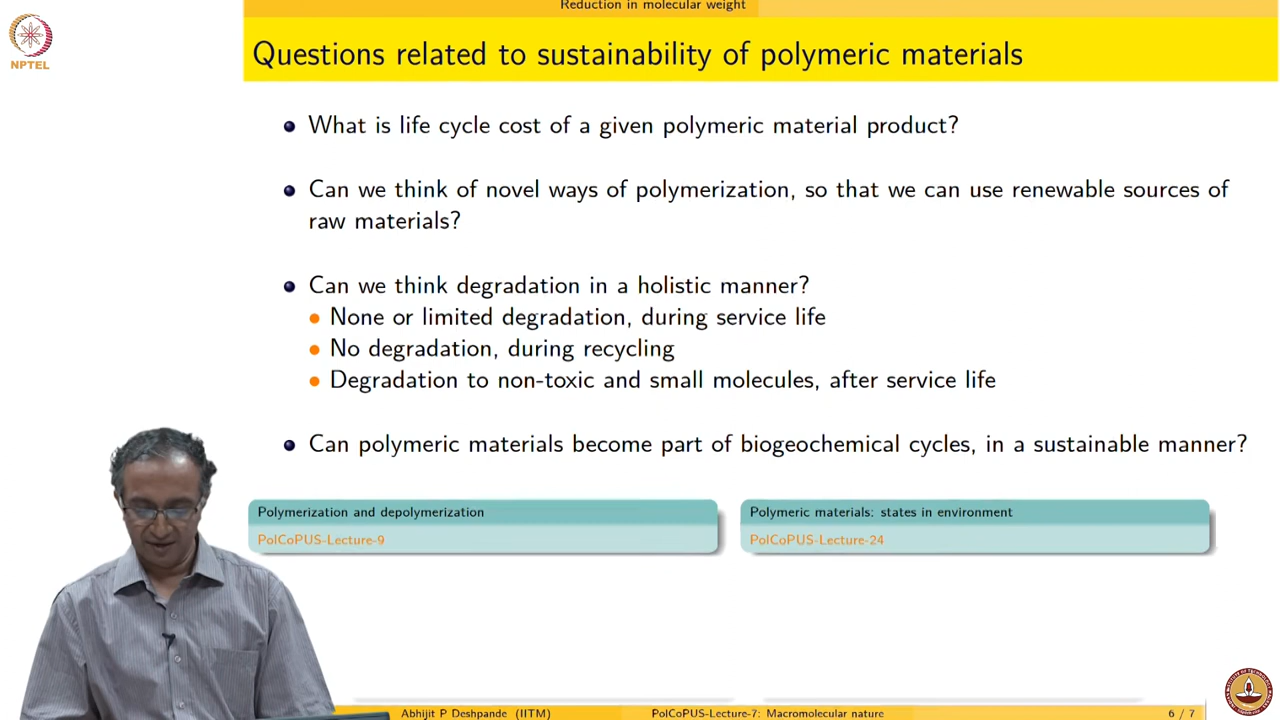 Reduction in molecular weight
NPTEL
Questions related to sustainability of polymeric materials
What is life cycle cost of a given polymeric material product?
Can we think of novel ways of polymerization, so that we can use renewable sources of
raw materials?
Can we think degradation in a holistic manner?
None or limited degradation, during service life
No degradation, during recycling
Degradation to non-toxic and small molecules, after service life
Can polymeric materials become part of biogeochemical cycles, in a sustainable manner?
Polymerization and depolymerization
PolCoPUS-Lecture-9
Polymeric materials: states in environment
PolCoPUS-Lecture-24
Abhijit P Deshpande (IITM)
PolCoPUS-Lecture-7: Macromolecular nature
6 / 7